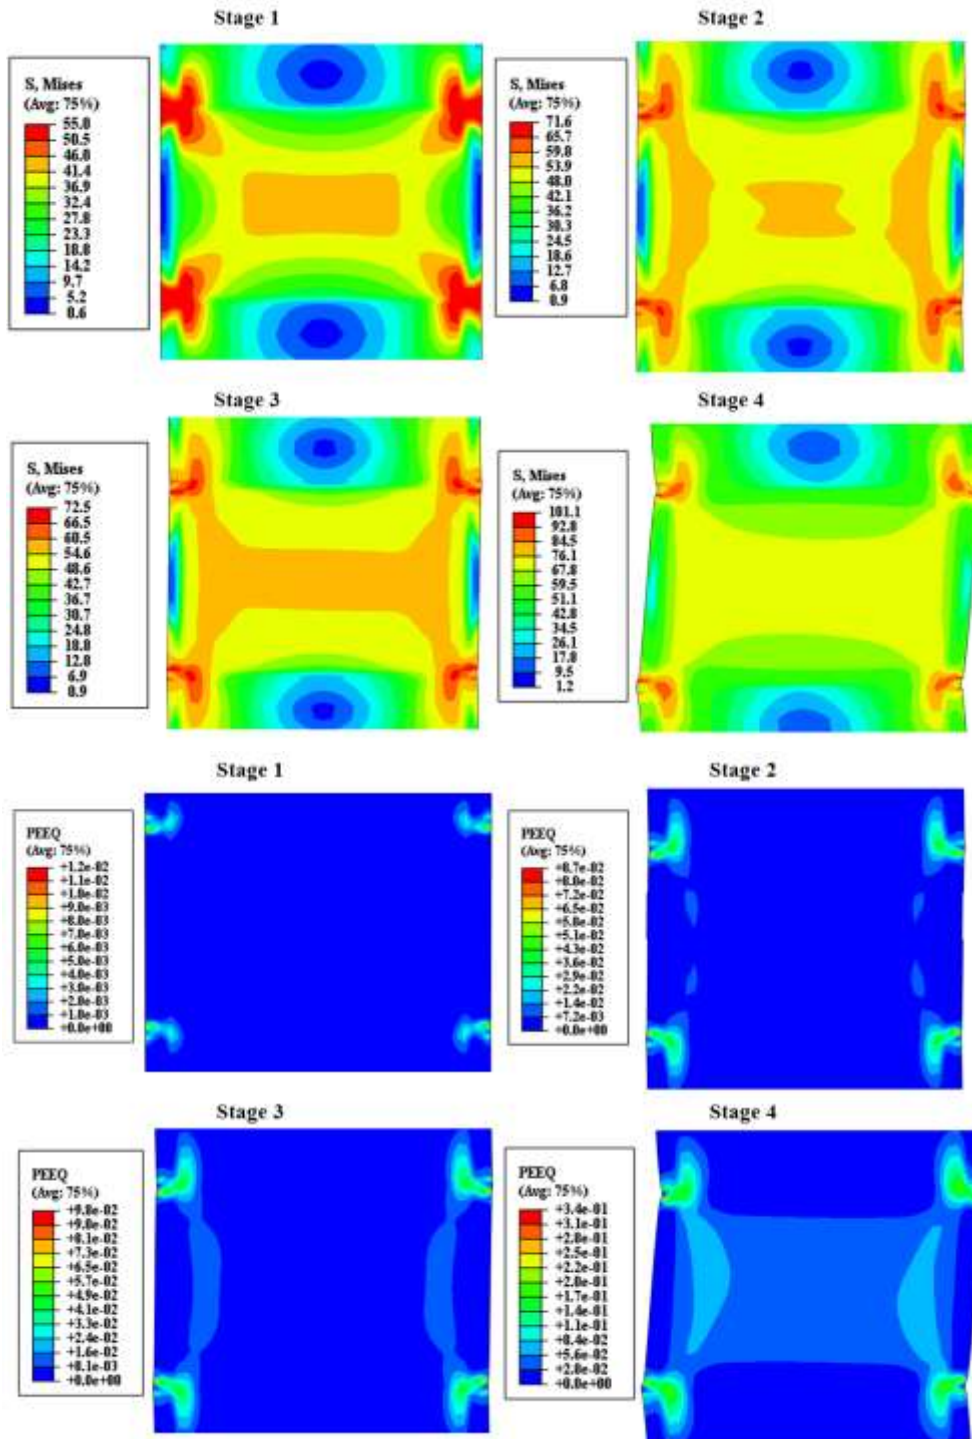 Stage 1
S, Mises
(Avg: 75%)
55.0
50.5
46.0
41.4
36.9
32.4
27.8
23.3
18.8
14.2
9.7
5.2
0.6
Stage 2
S, Mises
(Avg: 75%)
71.6
65.7
59.8
53.9
48.0
42.1
36.2
30.3
24.5
18.6
12.7
6.8
0.9
Stage 3
S, Mises
(Avg: 75%)
72.5
66.5
60.5
54.6
48.6
42.7
36.7
30.7
24.8
18.8
12.8
6.9
0.9
Stage 4
S, Mises
(Avg: 75%)
101.1
92.8
84.5
76.1
67.8
59.5
51.1
42.8
34.5
26.1
17.8
9.5
1.2
Stage 1
PEEQ
(Avg: 75%)
+1.2e-02
+1.1e-02
+1.0e-02
+9.0e-03
+8.0e-03
+7.0e-03
+6.0e-03
+5.0e-03
+4.0e-03
+3.0e-03
+2.0e-03
+1.0e-03
+0.0e+00
Stage 2
PEEQ
(Avg: 75%)
+8.7e-02
+8.0e-02
+7.2e-02
+6.5e-02
+5.8e-02
+5.1e-02
+4.3e-02
+3.6e-02
+2.9e-02
+2.2e-02
+1.4e-02
+7.2e-03
+0.0e+00
Stage 3
PEEQ
(Avg: 75%)
+9.8e-02
+9.0e-02
+8.1e-02
+7.3e-02
+6.5e-02
+5.7e-02
+4.9e-02
+4.1e-02
+3.3e-02
+2.4e-02
+1.6e-02
+8.1e-03
+0.0e+00
Stage 4
PEEQ
(Avg: 75%)
+3.4e-01
+3.1e-01
+2.8e-01
+2.5e-01
+2.2e-01
+2.0e-01
+1.7e-01
+1.4e-01
+1.1e-01
+8.4e-02
+5.6e-02
+2.8e-02
+0.0e+00